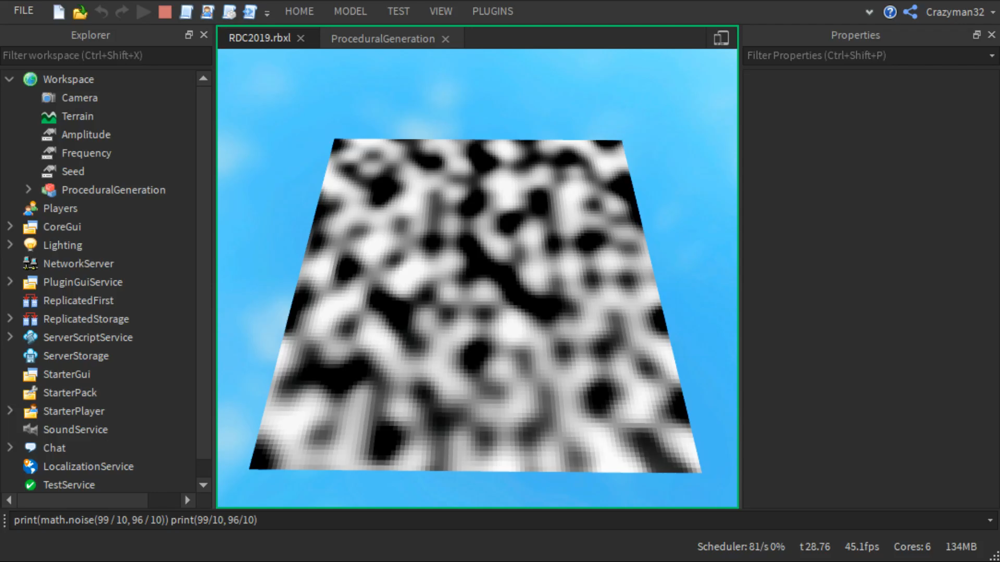 FILE
HOME MODEL TEST VIEW PLUGINS
Crazyman32
Explorer
RDC2019.rbxl
ProceduralGeneration
Properties
Filter workspace (Ctrl+Shift+X)
Filter Properties (Ctrl+Shift+P)
Workspace
Camera
Terrain
Amplitude
Frequency
Seed
ProceduralGeneration
Players
CoreGui
Lighting
NetworkServer
PluginGuiService
ReplicatedFirst
ReplicatedStorage
ServerScriptService
ServerStorage
StarterGui
StarterPack
StarterPlayer
SoundService
Chat
LocalizationService
TestService
print(math.noise(99 / 10, 96 / 10)) print(99/10, 96/10)
Scheduler: 81/s 0% t 28.76 45.1fps Cores: 6 134MB